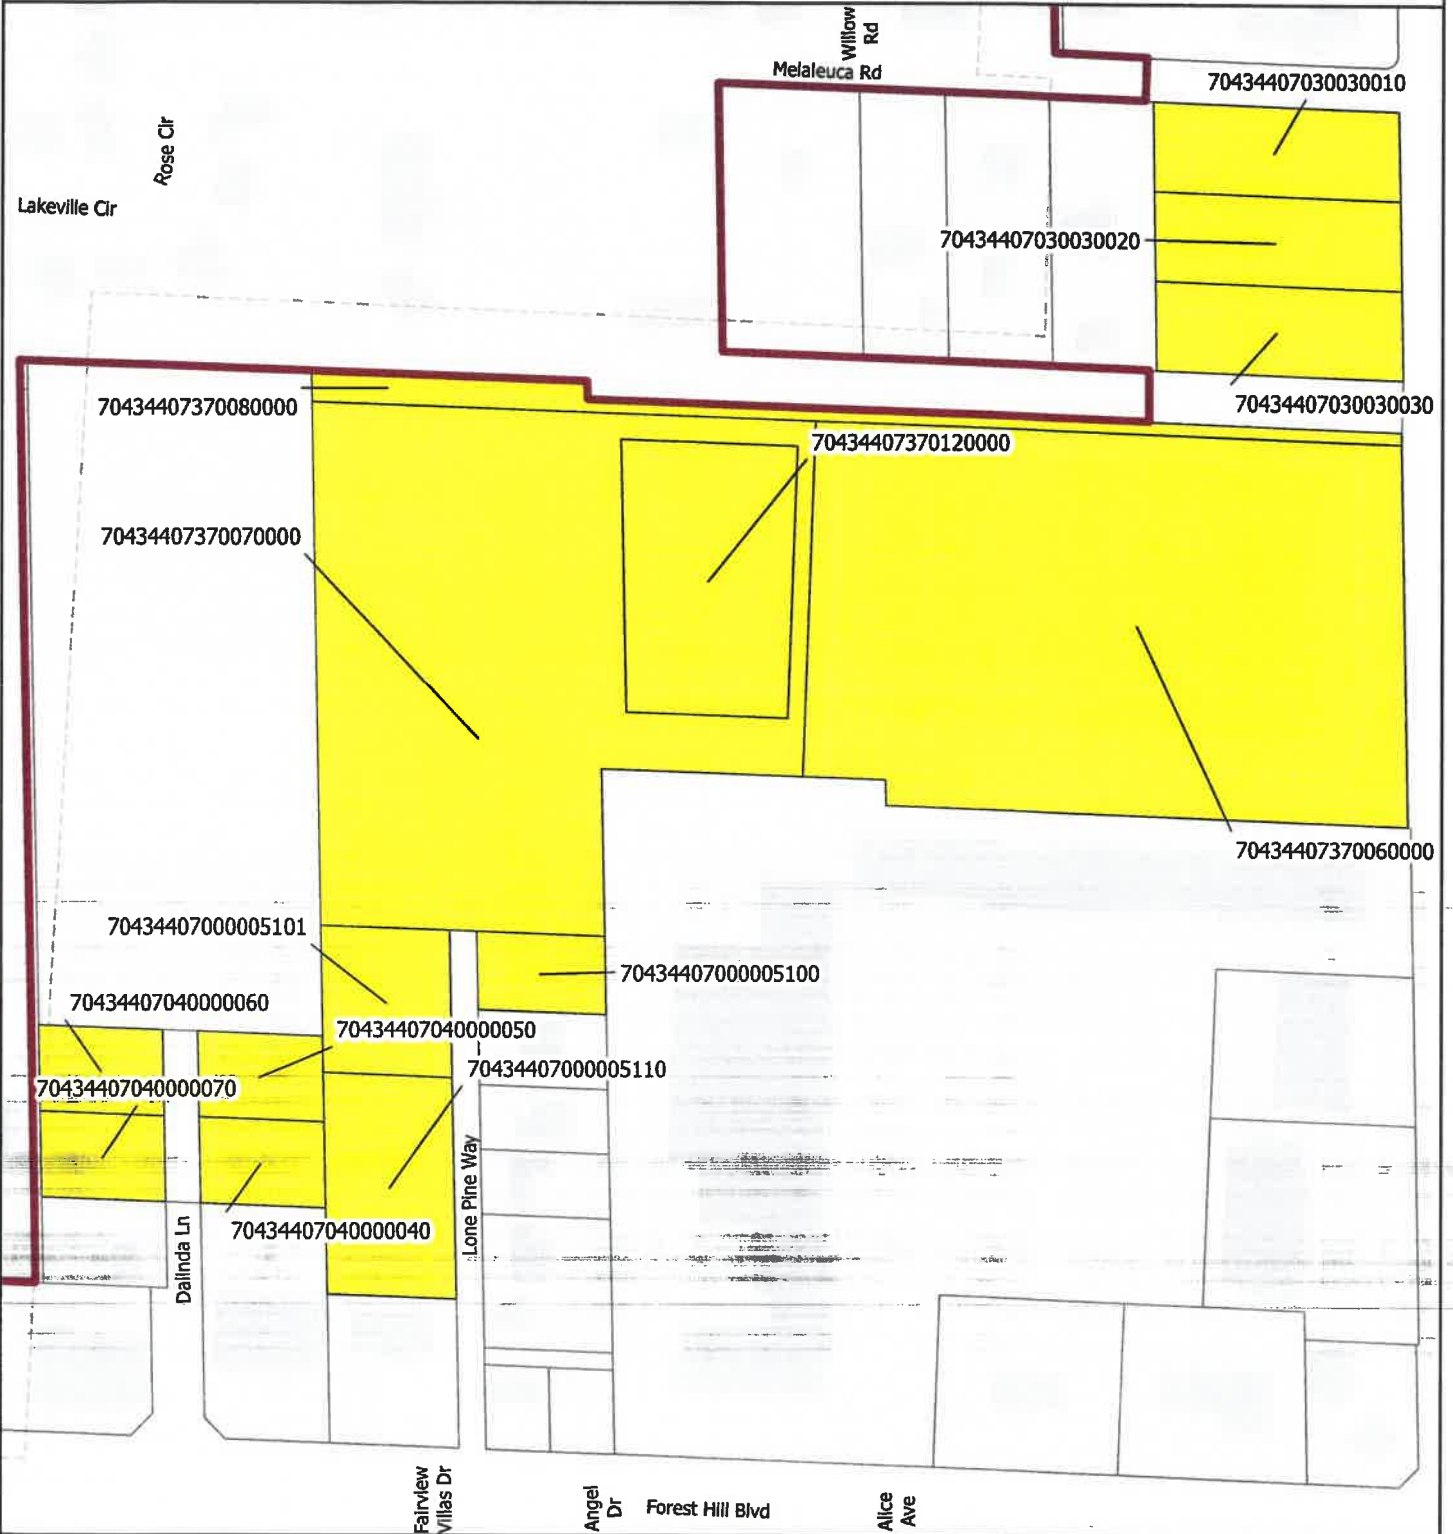 Willow
Rd
Melaleuca Rd
70434407030030010
Rose Cir
Lakeville Cir
70434407030030020
70434407370080000
70434407030030030
70434407370120000
70434407370070000
70434407370060000
70434407000005101
70434407000005100
70434407040000060
70434407040000050
70434407000005110
70434407040000070
Lone Pine Way
70434407040000040
Dalinda Ln
Fairview
Villas Dr
Angel
Dr
Forest Hill Blvd
Alice
Ave